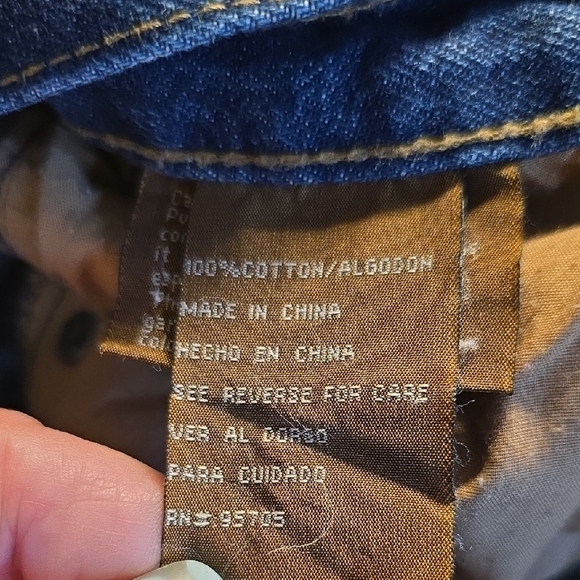 100%COTTON/ALGODON
MADE IN CHINA
HECHO EN CHINA
SEE REVERSE FOR CARE
VER AL DORSO
PARA CUIDADO
RN 95705